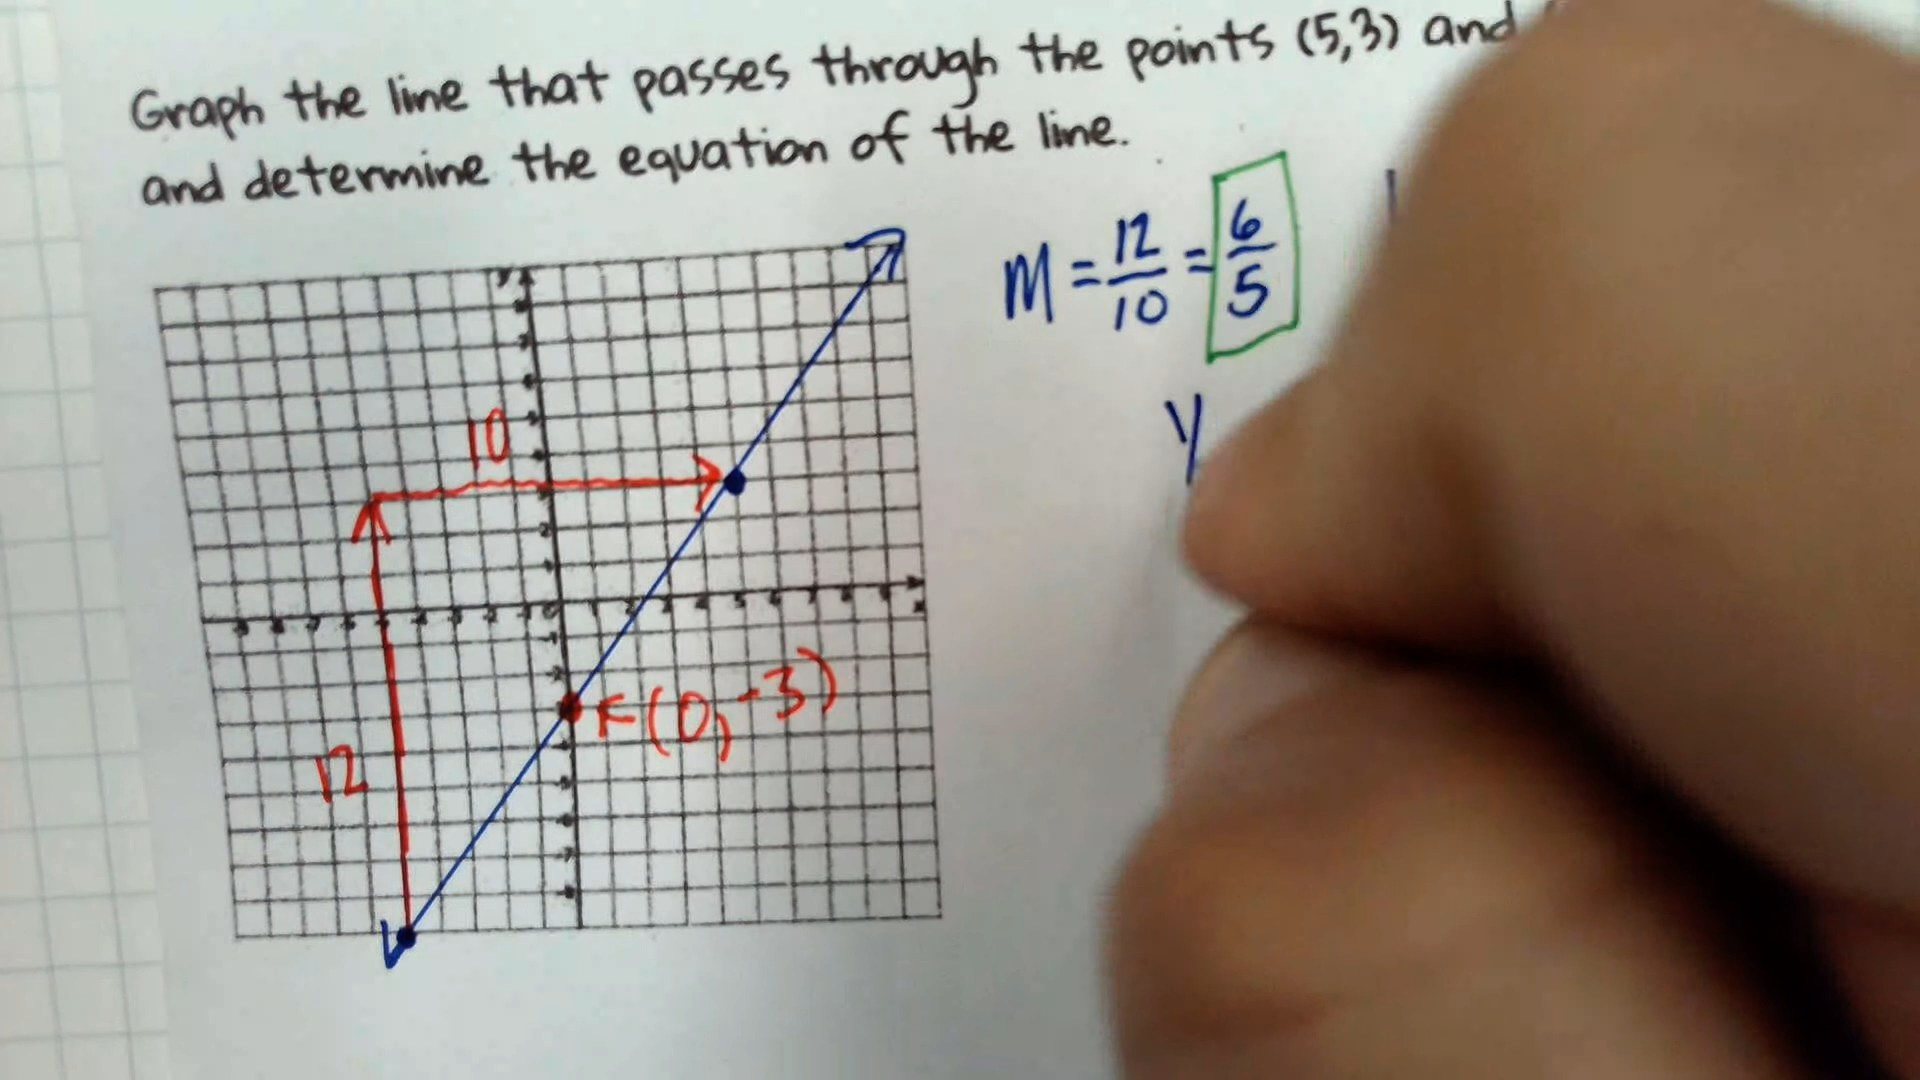 Graph the line that passes through the points (5,3) and
and determine the equation of the line.
M = 12/10 = 6/5
y
10
12
(0, -3)